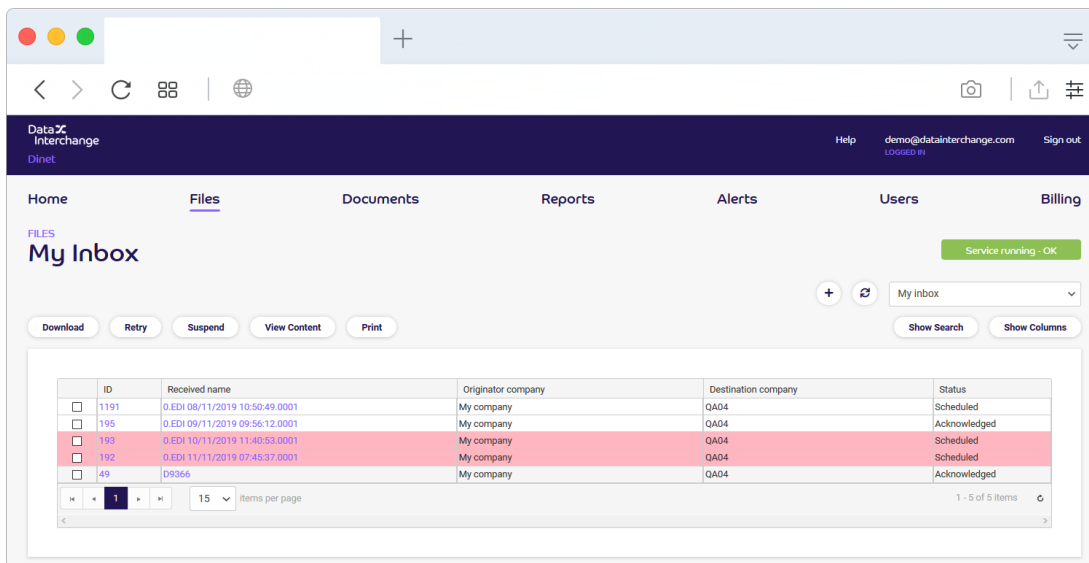 Data
Interchange
Dinet
Help demo@datainterchange.com Sign out
LOGGED IN
Home Files Documents Reports Alerts Users Billing
FILES
My Inbox
Service running - OK
My inbox
Download Retry Suspend View Content Print Show Search Show Columns
ID Received name Originator company Destination company Status
1191 0.EDI 08/11/2019 10:50:49.0001 My company QA04 Scheduled
195 0.EDI 09/11/2019 09:56:12.0001 My company QA04 Acknowledged
193 0.EDI 10/11/2019 11:40:53.0001 My company QA04 Scheduled
192 0.EDI 11/11/2019 07:45:37.0001 My company QA04 Scheduled
49 D9366 My company QA04 Acknowledged
1 15 items per page 1 - 5 of 5 items